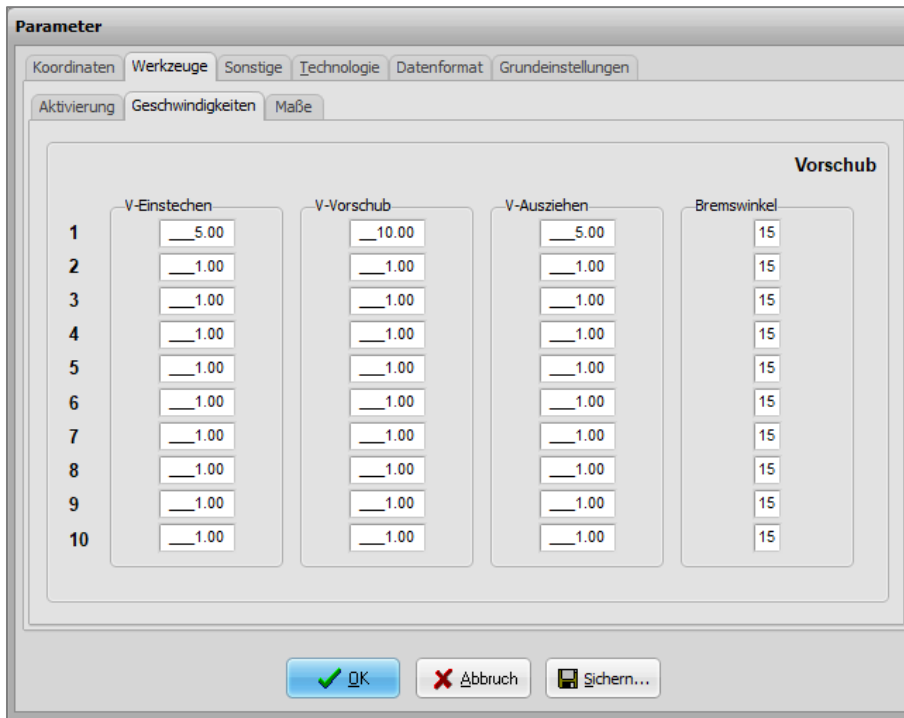 Parameter
Koordinaten Werkzeuge Sonstige Technologie Datenformat Grundeinstellungen
Aktivierung Geschwindigkeiten Maße
Vorschub
V-Einstechen V-Vorschub V-Ausziehen Bremswinkel
1 ___5.00 __10.00 ___5.00 15
2 ___1.00 ___1.00 ___1.00 15
3 ___1.00 ___1.00 ___1.00 15
4 ___1.00 ___1.00 ___1.00 15
5 ___1.00 ___1.00 ___1.00 15
6 ___1.00 ___1.00 ___1.00 15
7 ___1.00 ___1.00 ___1.00 15
8 ___1.00 ___1.00 ___1.00 15
9 ___1.00 ___1.00 ___1.00 15
10 ___1.00 ___1.00 ___1.00 15
OK Abbruch Sichern...